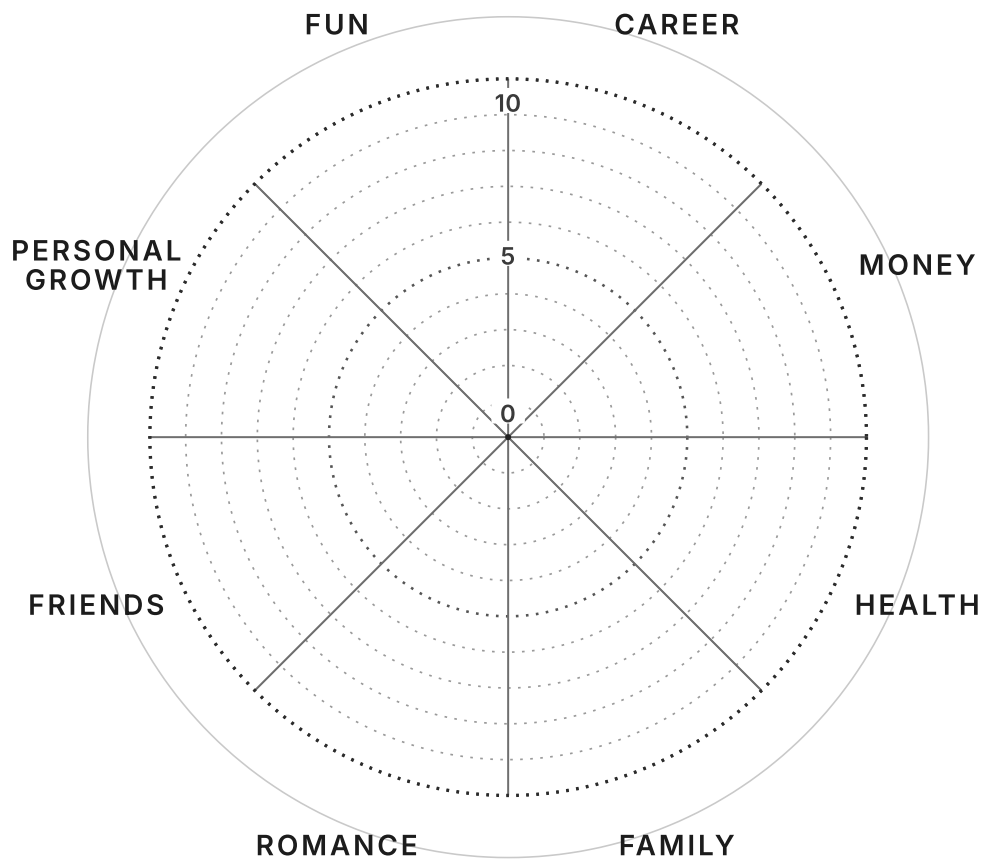 FUN
CAREER
10
PERSONAL
GROWTH
5
MONEY
0
FRIENDS
HEALTH
ROMANCE
FAMILY